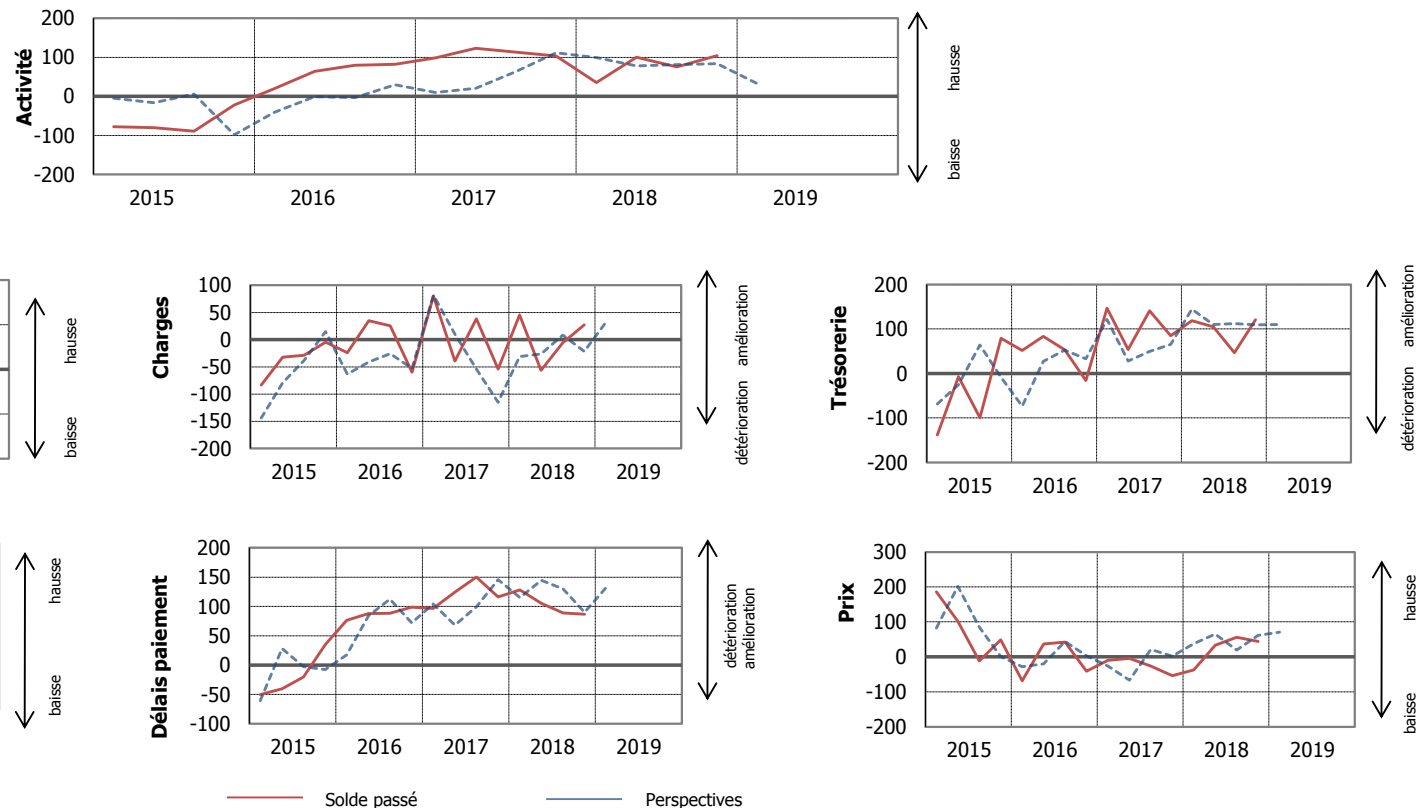 Activité
200
100
0
-100
-200
2015 2016 2017 2018 2019
hausse
baisse
hausse
baisse
Charges
100
50
0
-50
-100
-150
-200
2015 2016 2017 2018 2019
amélioration
détérioration
Trésorerie
200
100
0
-100
-200
2015 2016 2017 2018 2019
amélioration
détérioration
hausse
baisse
Délais paiement
200
150
100
50
0
-50
-100
2015 2016 2017 2018 2019
détérioration
amélioration
Prix
300
200
100
0
-100
-200
2015 2016 2017 2018 2019
hausse
baisse
Solde passé Perspectives